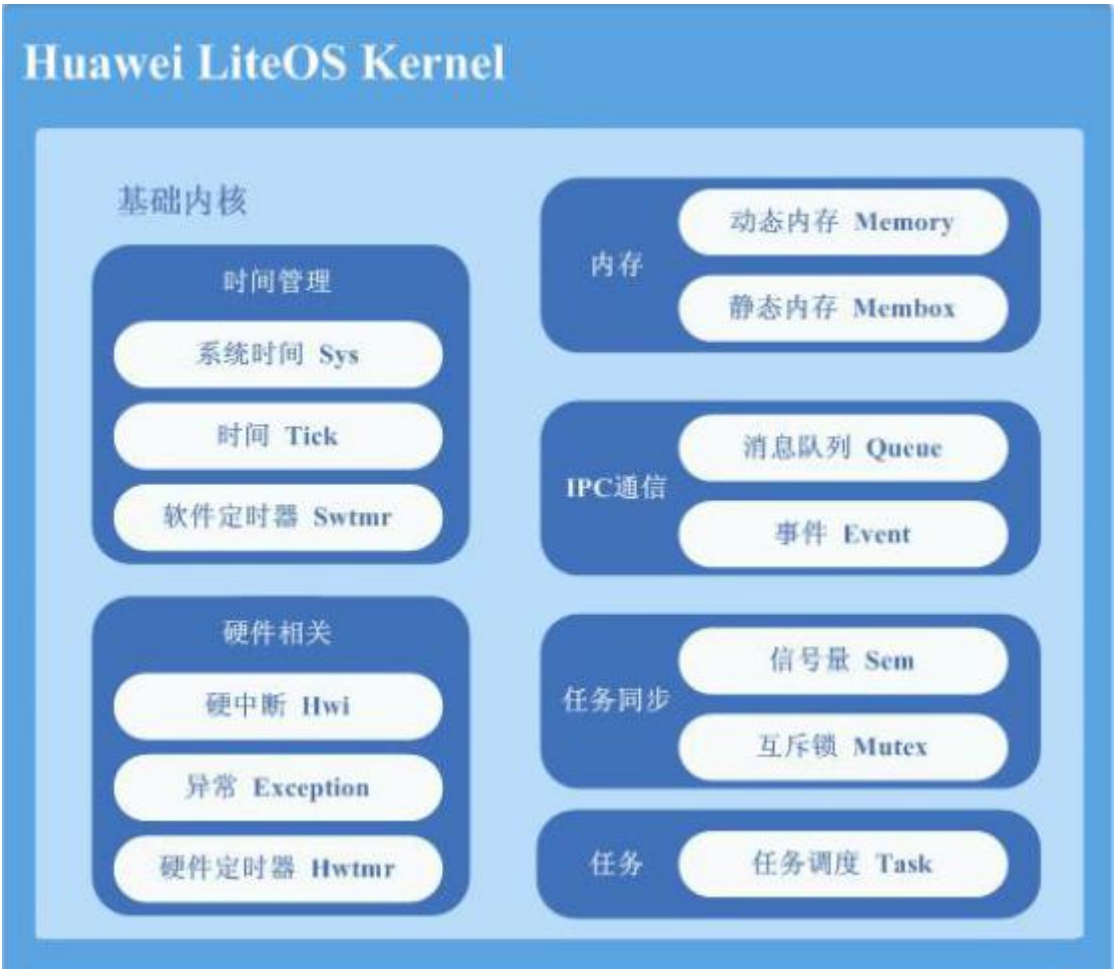 Huawei LiteOS Kernel
基础内核
时间管理
系统时间 Sys
时间 Tick
软件定时器 Swtmr
硬件相关
硬中断 Hwi
异常 Exception
硬件定时器 Hwtmr
内存
动态内存 Memory
静态内存 Membox
IPC通信
消息队列 Queue
事件 Event
任务同步
信号量 Sem
互斥锁 Mutex
任务
任务调度 Task